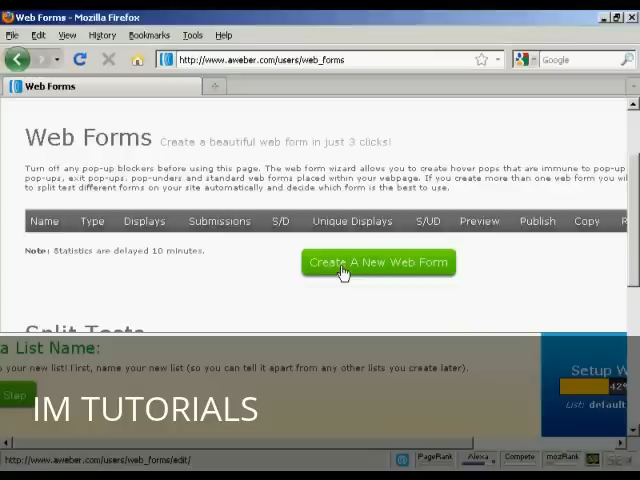 Web Forms - Mozilla Firefox
File Edit View History Bookmarks Tools Help
http://www.aweber.com/users/web_forms
Google
Web Forms
Web Forms Create a beautiful web form in just 3 clicks!
Turn off any pop-up blockers before using this page. The web form wizard allows you to create hover pops that are immune to pop-up
pop-ups, exit pop-ups, pop-unders and standard web forms placed within your webpage. If you create more than one web form you wil
to split test different forms on your site automatically and decide which form is the best to use.
Name Type Displays Submissions S/D Unique Displays S/UD Preview Publish Copy R
Note: Statistics are delayed 10 minutes.
Create A New Web Form
Split Tests
a List Name:
o your new list! First, name your new list (so you can tell it apart from any other lists you create later).
Setup W
42%
Step
List: default
IM TUTORIALS
http://www.aweber.com/users/web_forms/edit/
PageRank Alexa Compete mozRank